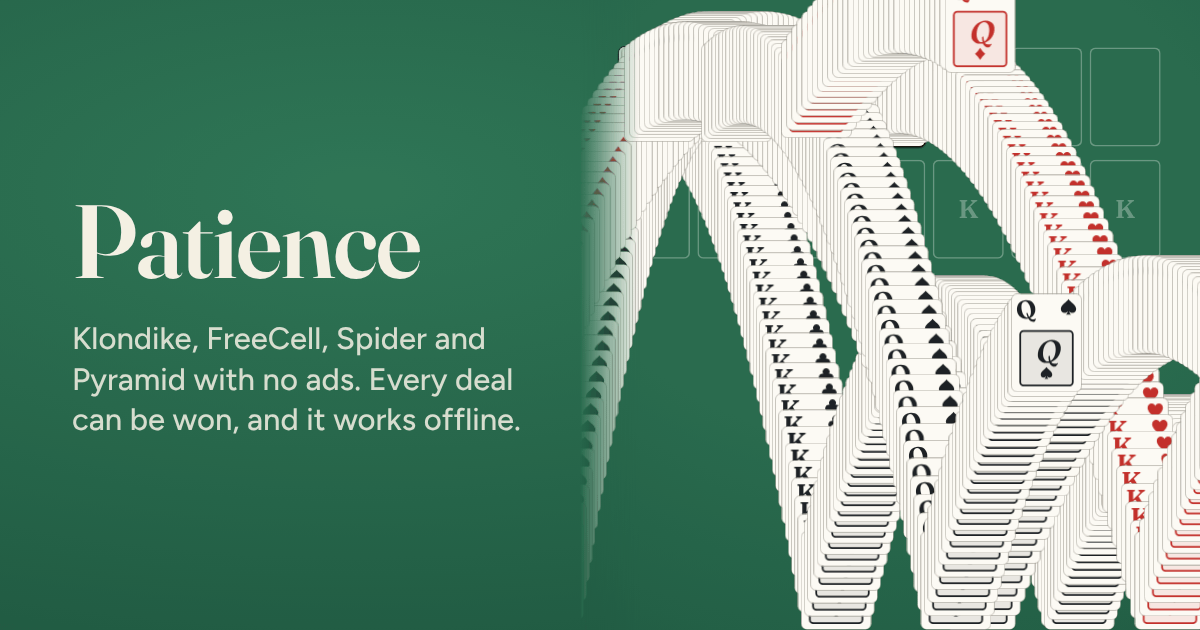 Patience
Klondike, FreeCell, Spider and
Pyramid with no ads. Every deal
can be won, and it works offline.
Q
K
K
Q
Q